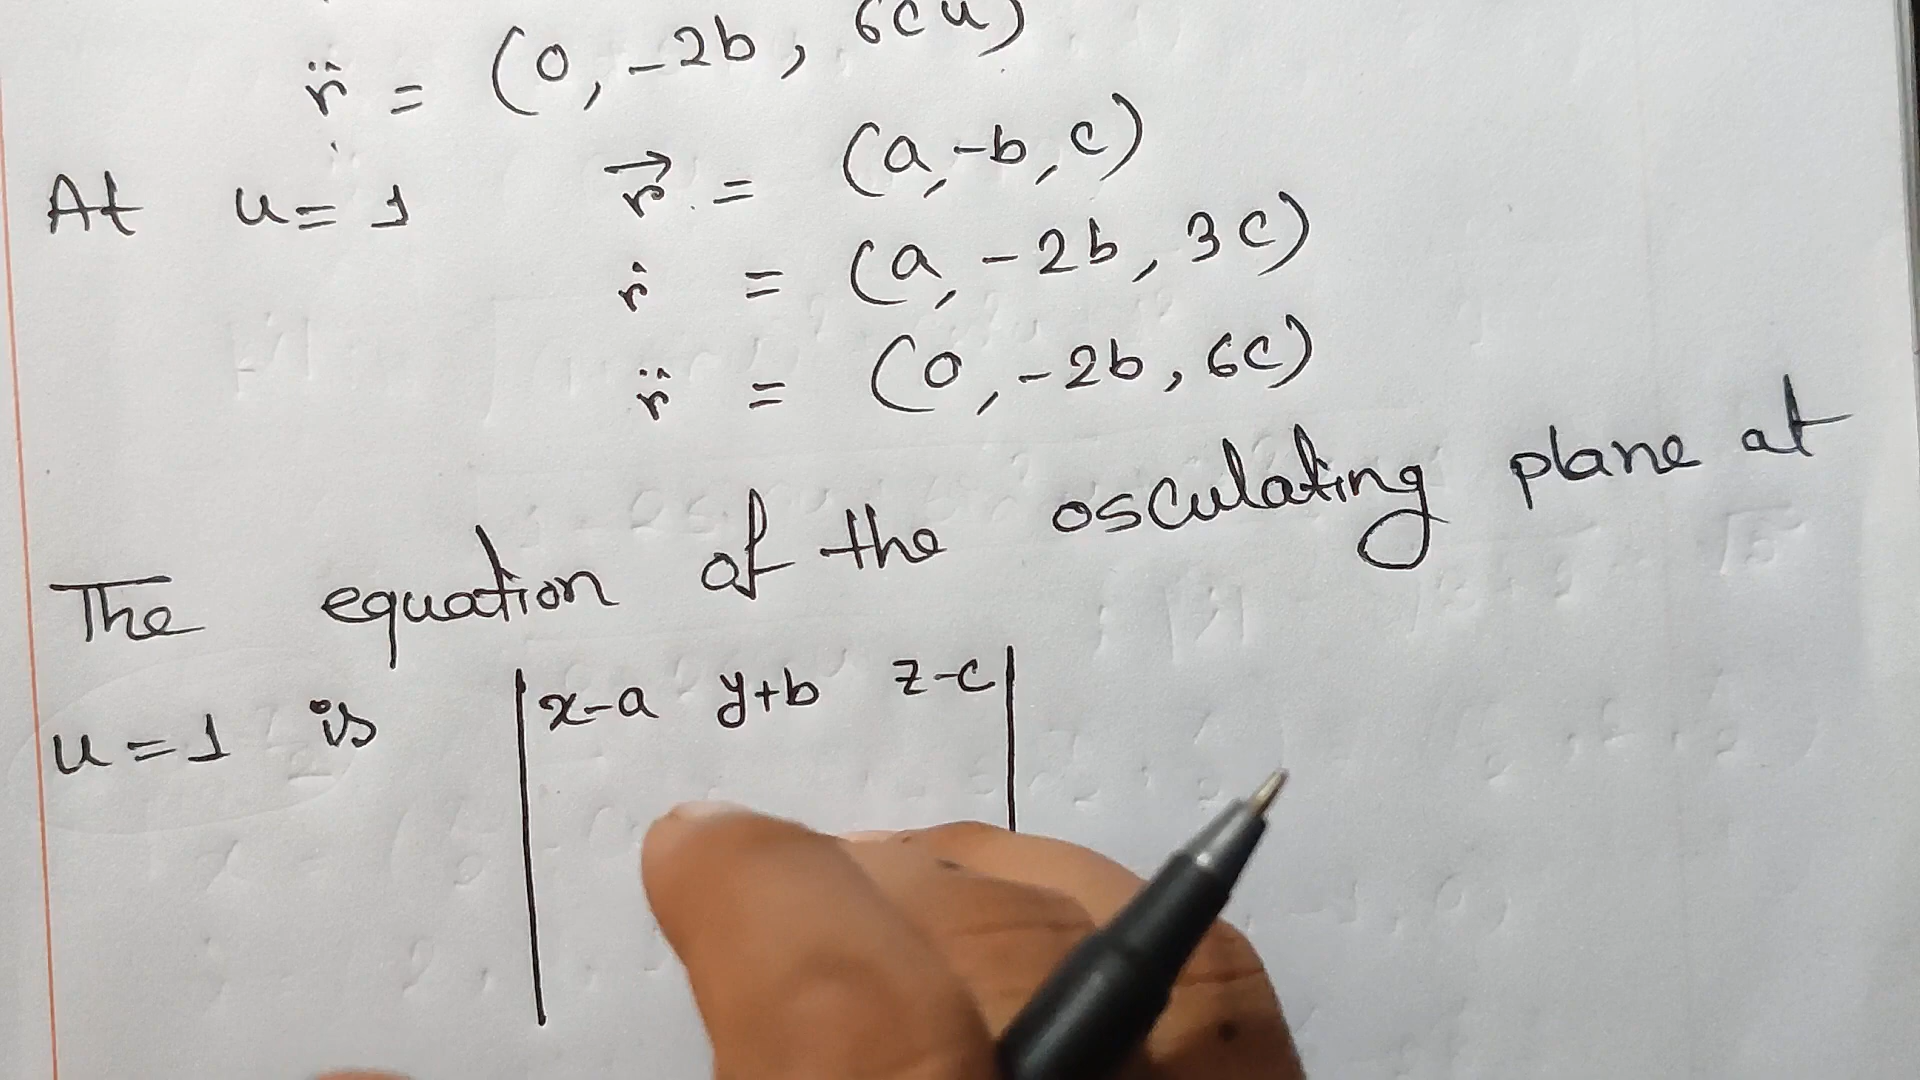 r̈ = (0, -2b, 6cu)
At u=1 r⃗ = (a, -b, c)
ṙ = (a, -2b, 3c)
r̈ = (0, -2b, 6c)
The equation of the osculating plane at
u=1 is | x-a y+b z-c |